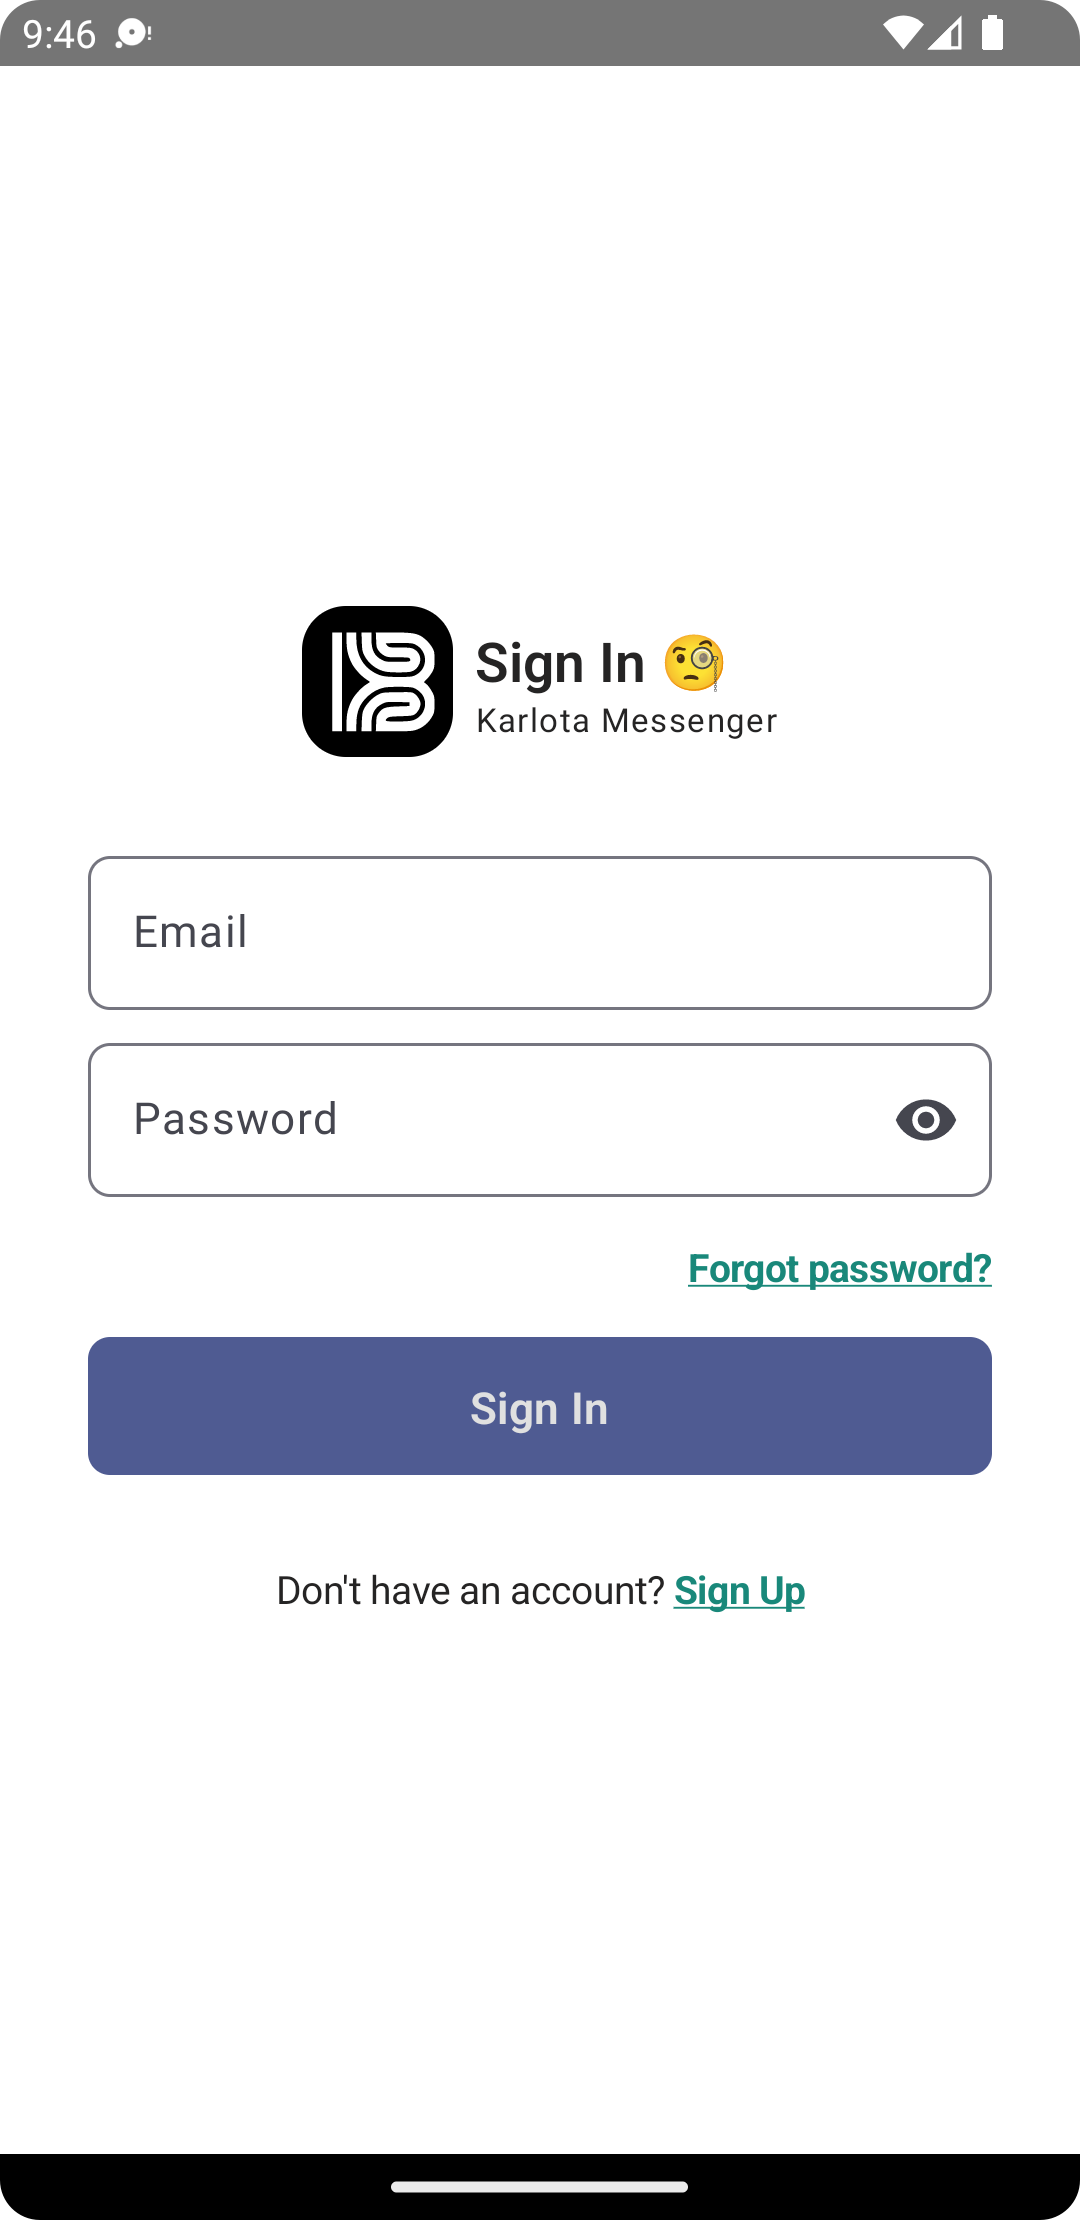 9:46
Sign In 🧐
Karlota Messenger
Email
Password
Forgot password?
Sign In
Don't have an account? Sign Up